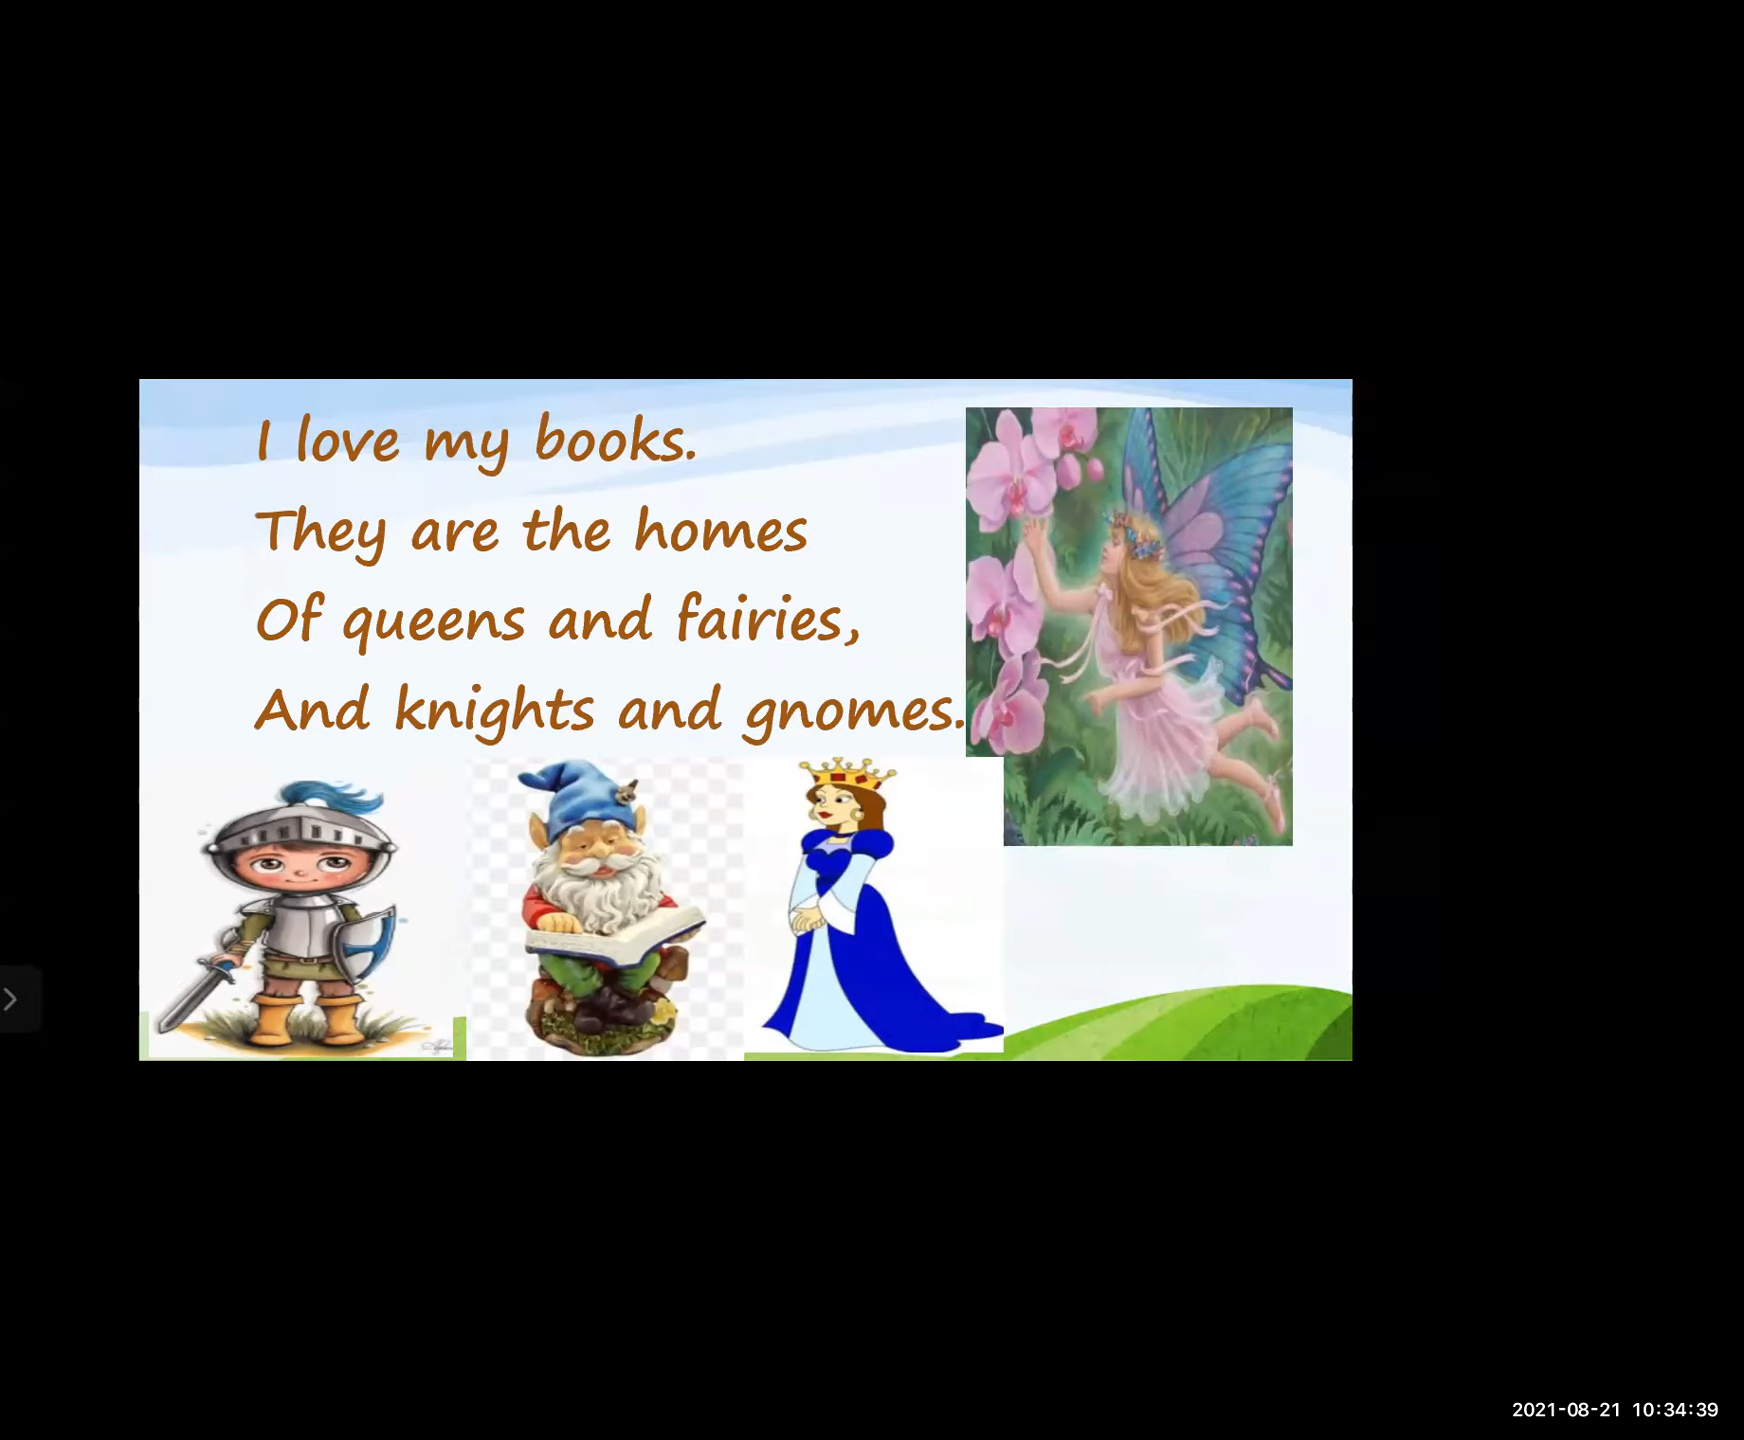 I love my books.
They are the homes
Of queens and fairies,
And knights and gnomes.
2021-08-21 10:34:39